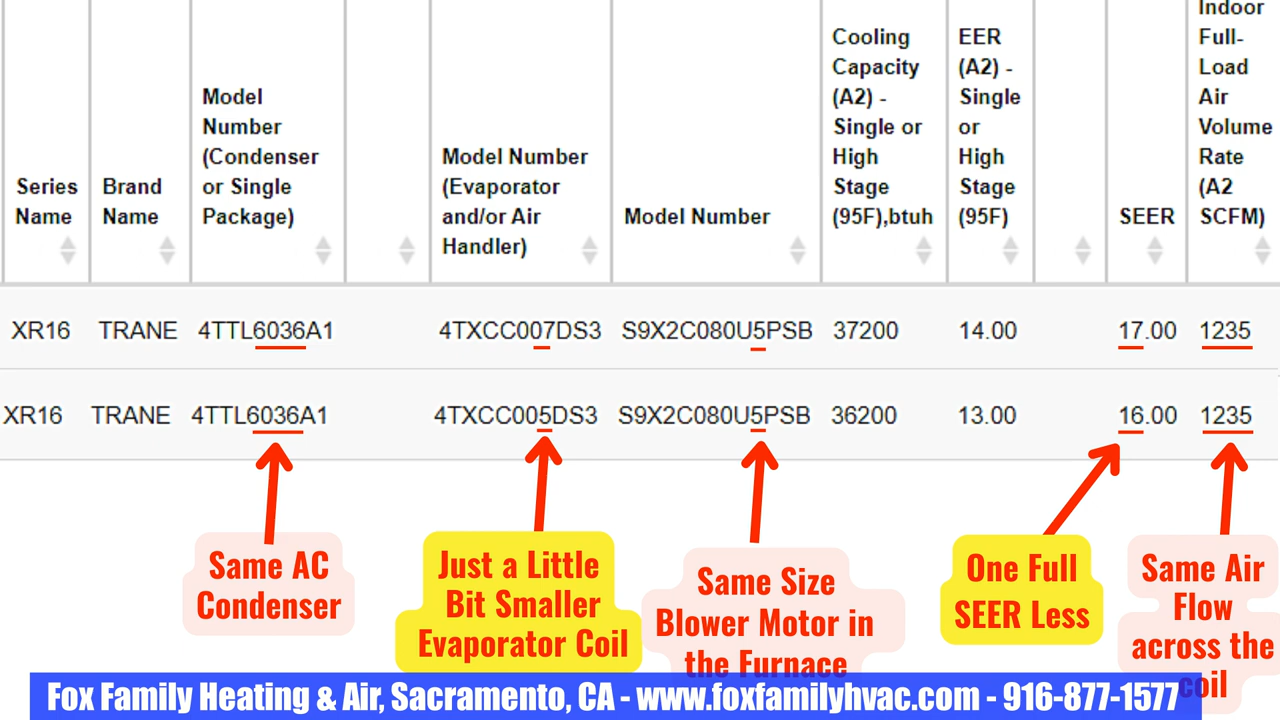 Series
Name
Brand
Name
Model
Number
(Condenser
or Single
Package)
Model Number
(Evaporator
and/or Air
Handler)
Model Number
Cooling
Capacity
(A2) -
Single or
High
Stage
(95F),btuh
EER
(A2) -
Single
or
High
Stage
(95F)
SEER
Indoor
Full-
Load
Air
Volume
Rate
(A2
SCFM)
XR16 TRANE 4TTL6036A1 4TXCC007DS3 S9X2C080U5PSB 37200 14.00 17.00 1235
XR16 TRANE 4TTL6036A1 4TXCC005DS3 S9X2C080U5PSB 36200 13.00 16.00 1235
Same AC
Condenser
Just a Little
Bit Smaller
Evaporator Coil
Same Size
Blower Motor in
the Furnace
One Full
SEER Less
Same Air
Flow
across the
coil
Fox Family Heating & Air, Sacramento, CA - www.foxfamilyhvac.com - 916-877-1577